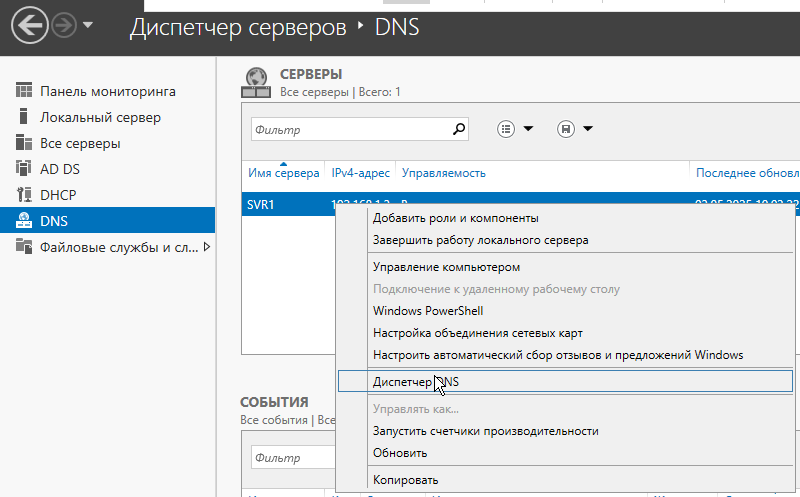 Диспетчер серверов ‣ DNS
Панель мониторинга
Локальный сервер
Все серверы
AD DS
DHCP
DNS
Файловые службы и сл...
СЕРВЕРЫ
Все серверы | Всего: 1
Фильтр
Имя сервера IPv4-адрес Управляемость Последнее обновл
SVR1
Добавить роли и компоненты
Завершить работу локального сервера
Управление компьютером
Подключение к удаленному рабочему столу
Windows PowerShell
Настройка объединения сетевых карт
Настроить автоматический сбор отзывов и предложений Windows
Диспетчер DNS
Управлять как...
Запустить счетчики производительности
Обновить
Копировать
СОБЫТИЯ
Все события | Все
Фильтр